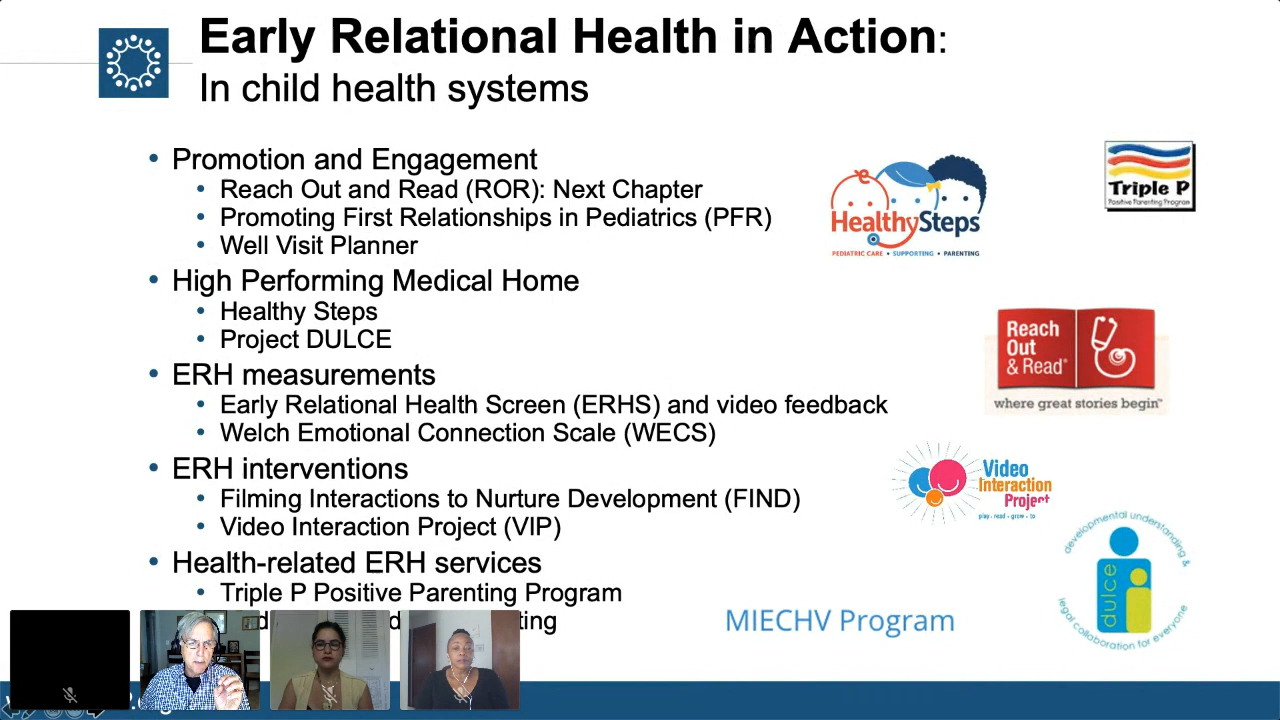 Early Relational Health in Action:
In child health systems
• Promotion and Engagement
• Reach Out and Read (ROR): Next Chapter
• Promoting First Relationships in Pediatrics (PFR)
• Well Visit Planner
• High Performing Medical Home
• Healthy Steps
• Project DULCE
• ERH measurements
• Early Relational Health Screen (ERHS) and video feedback
• Welch Emotional Connection Scale (WECS)
• ERH interventions
• Filming Interactions to Nurture Development (FIND)
• Video Interaction Project (VIP)
• Health-related ERH services
• Triple P Positive Parenting Program
HealthySteps
PEDIATRIC CARE • SUPPORTING • PARENTING
Triple P
Positive Parenting Program
Reach
Out
& Read®
where great stories begin™
Video
Interaction
Project
play • read • grow • to
developmental understanding &
dulce
legal collaboration for everyone
MIECHV Program